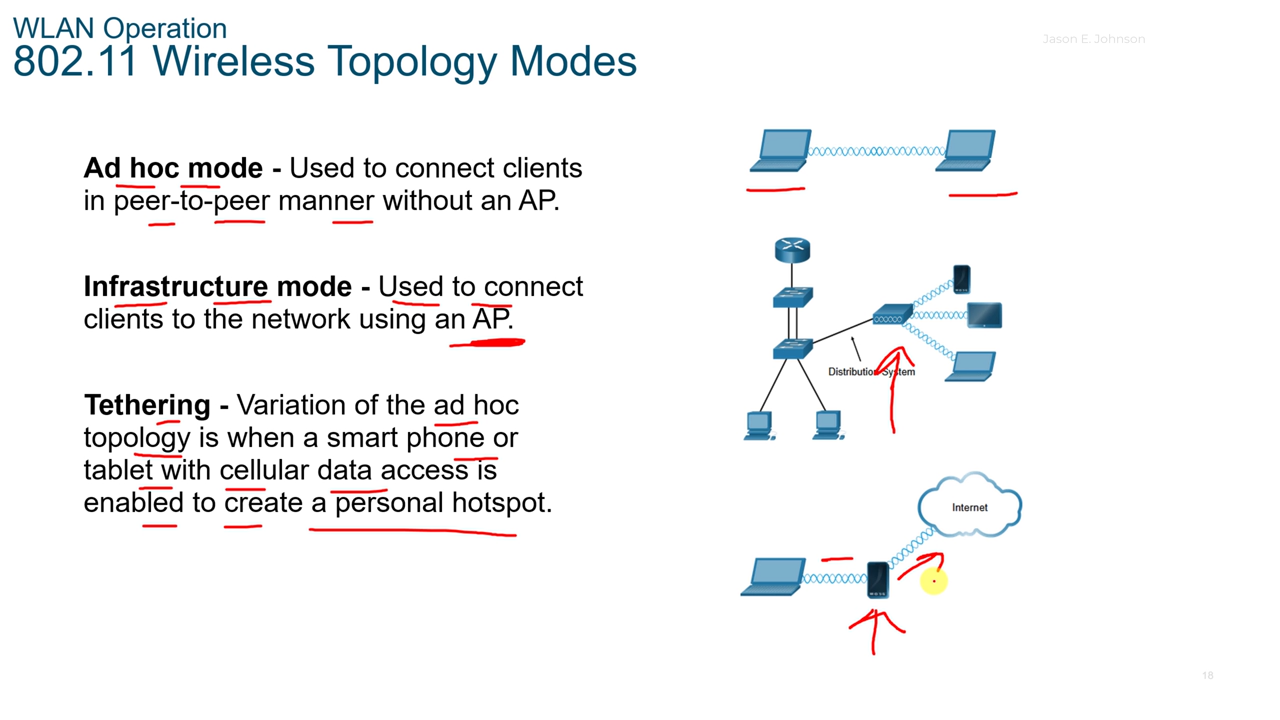 WLAN Operation
802.11 Wireless Topology Modes
Jason E. Johnson
Ad hoc mode - Used to connect clients
in peer-to-peer manner without an AP.
Infrastructure mode - Used to connect
clients to the network using an AP.
Distribution System
Tethering - Variation of the ad hoc
topology is when a smart phone or
tablet with cellular data access is
enabled to create a personal hotspot.
Internet
18